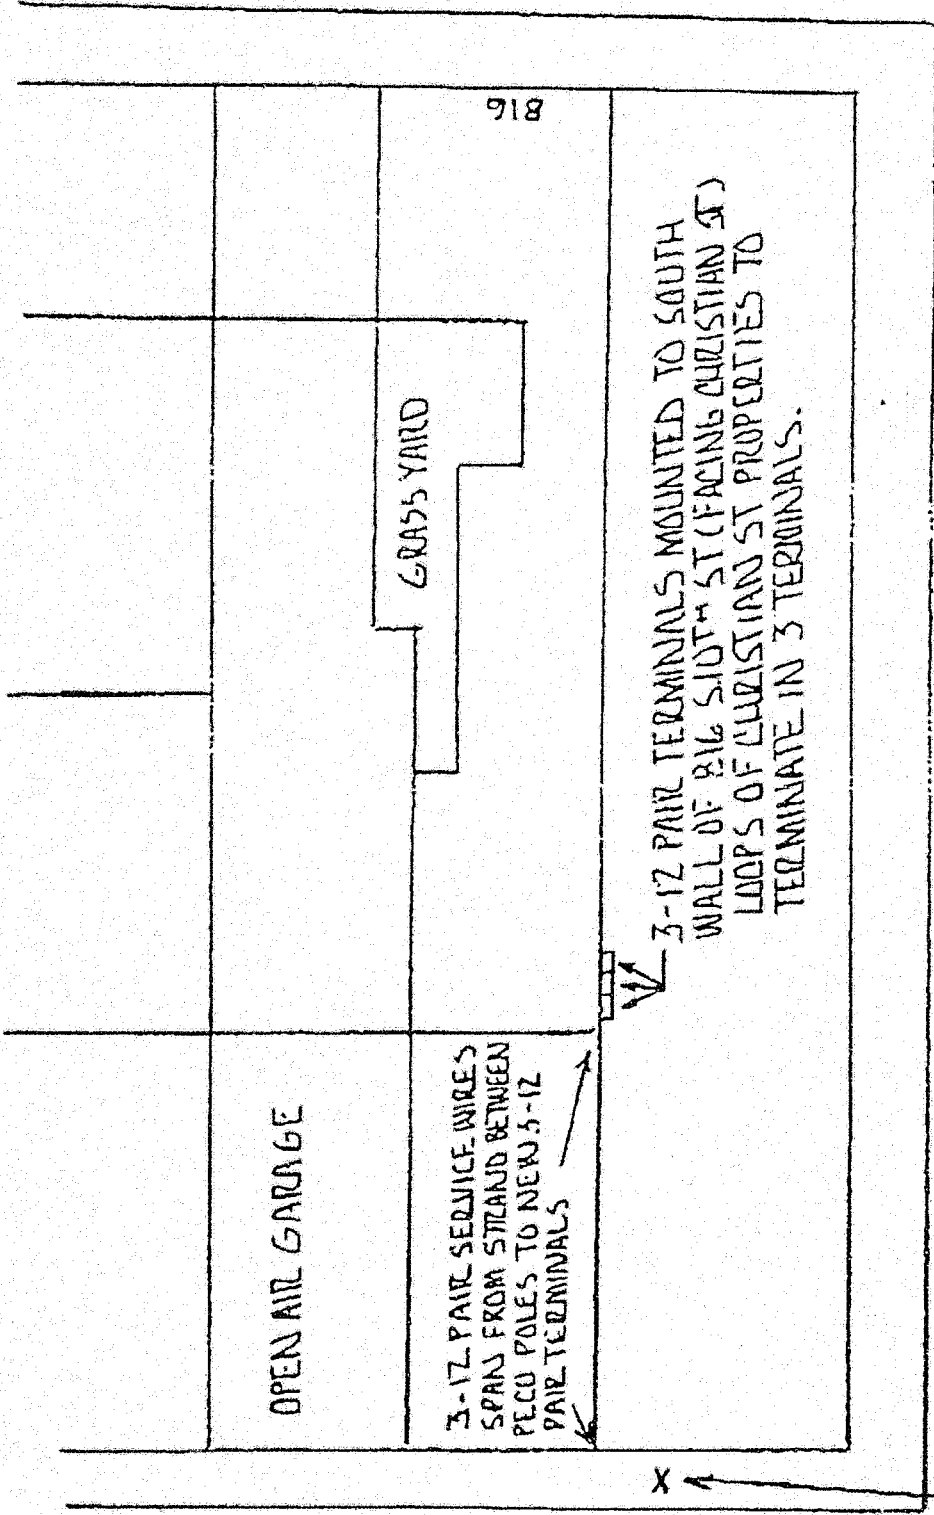 816
GRASS YARD
3-12 PAIR TERMINALS MOUNTED TO SOUTH
WALL OF 816 S.10TH ST (FACING CHRISTIAN ST)
LOOPS OF CHRISTIAN ST PROPERTIES TO
TERMINATE IN 3 TERMINALS.
OPEN AIR GARAGE
3-12 PAIR SERVICE WIRES
SPAN FROM STRAND BETWEEN
PECO POLES TO NEW 3-12
PAIR TERMINALS
X